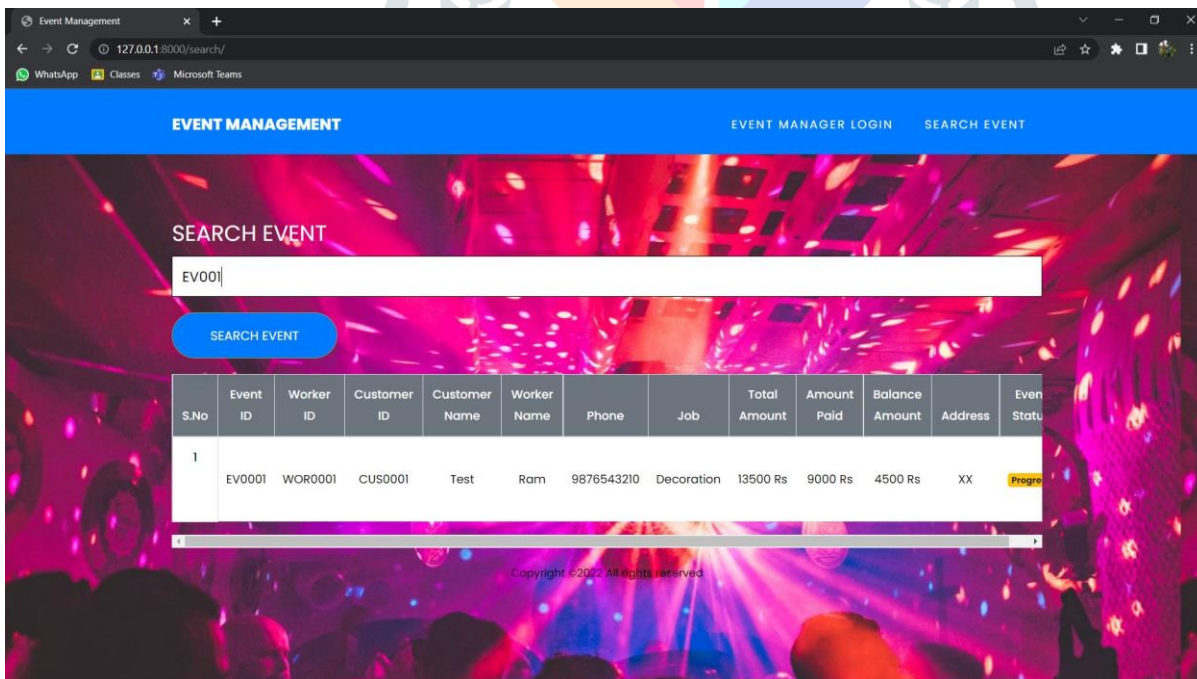 Event Management
127.0.0.1:8000/search/
WhatsApp Classes Microsoft Teams
EVENT MANAGEMENT EVENT MANAGER LOGIN SEARCH EVENT
SEARCH EVENT
EV001
SEARCH EVENT
S.No Event ID Worker ID Customer ID Customer Name Worker Name Phone Job Total Amount Amount Paid Balance Amount Address Even Statu
1 EV0001 WOR0001 CUS0001 Test Ram 9876543210 Decoration 13500 Rs 9000 Rs 4500 Rs XX Progre
Copyright ©2022 All rights reserved